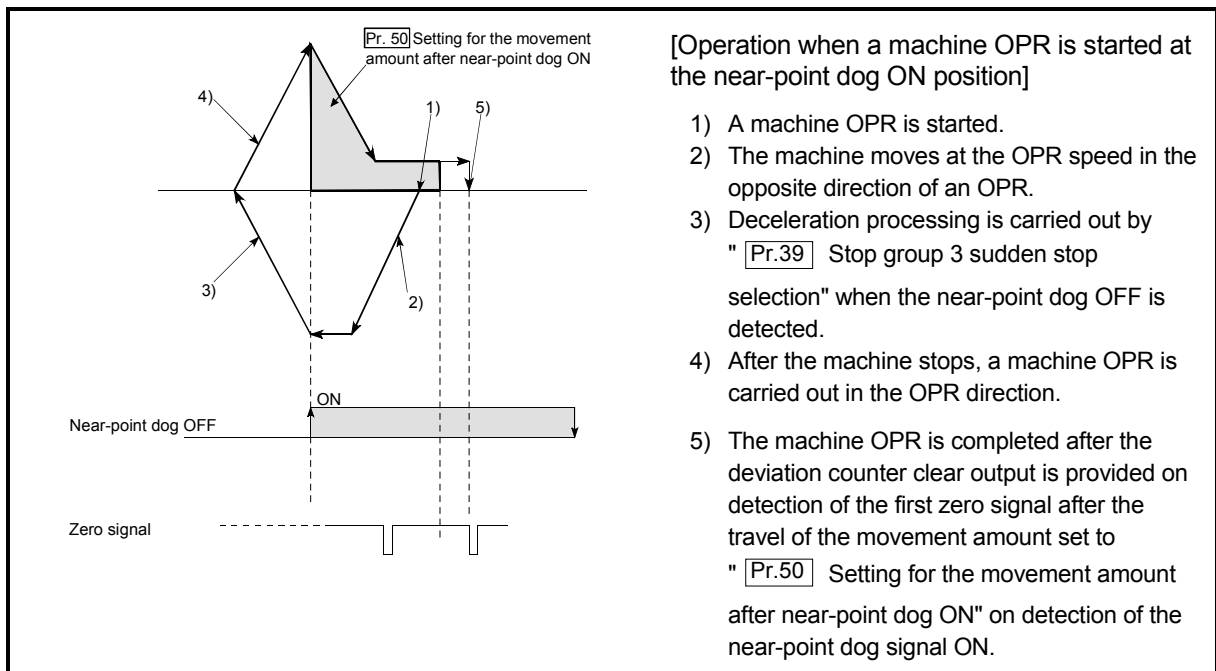 Pr. 50 Setting for the movement
amount after near-point dog ON
4)
1)
5)
3)
2)
ON
Near-point dog OFF
Zero signal
[Operation when a machine OPR is started at
the near-point dog ON position]
1) A machine OPR is started.
2) The machine moves at the OPR speed in the
opposite direction of an OPR.
3) Deceleration processing is carried out by
" Pr.39 Stop group 3 sudden stop
selection" when the near-point dog OFF is
detected.
4) After the machine stops, a machine OPR is
carried out in the OPR direction.
5) The machine OPR is completed after the
deviation counter clear output is provided on
detection of the first zero signal after the
travel of the movement amount set to
" Pr.50 Setting for the movement amount
after near-point dog ON" on detection of the
near-point dog signal ON.